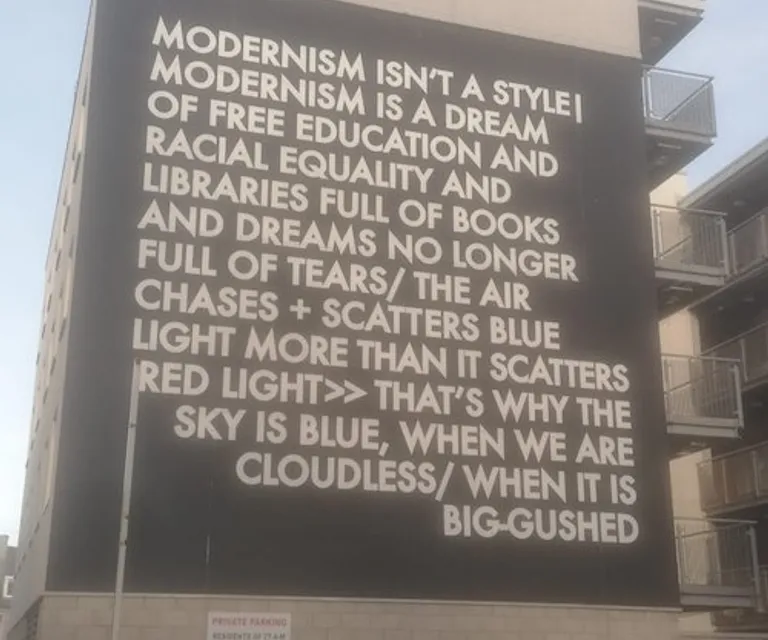 MODERNISM ISN'T A STYLE|
MODERNISM IS A DREAM
OF FREE EDUCATION AND
RACIAL EQUALITY AND
LIBRARIES FULL OF BOOKS
AND DREAMS NO LONGER
FULL OF TEARS/ THE AIR
CHASES + SCATTERS BLUE
LIGHT MORE THAN IT SCATTERS
RED LIGHT>> THAT'S WHY THE
SKY IS BLUE, WHEN WE ARE
CLOUDLESS/ WHEN IT IS
BIG-GUSHED
PRIVATE PARKING
RESIDENTS OF